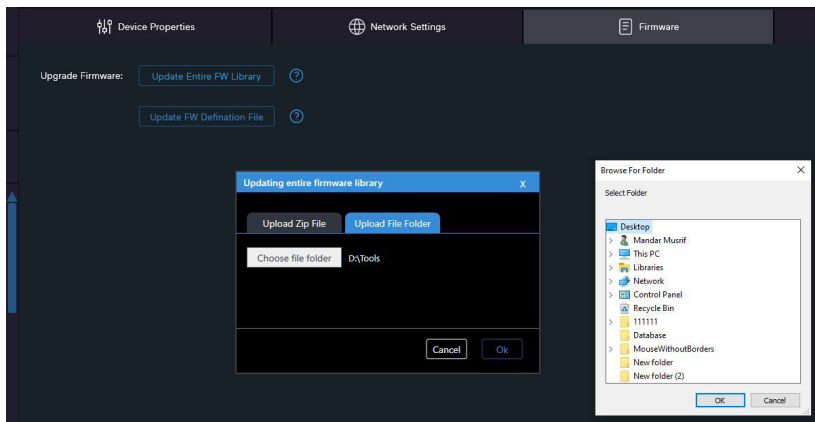 Device Properties
Network Settings
Firmware
Upgrade Firmware:
Update Entire FW Library
?
Update FW Defination File
?
Updating entire firmware library
X
Upload Zip File
Upload File Folder
Choose file folder
D:\Tools
Cancel
Ok
Browse For Folder
Select Folder
Desktop
Mandar Musrif
This PC
Libraries
Network
Control Panel
Recycle Bin
111111
Database
MouseWithoutBorders
New folder
New folder (2)
OK
Cancel